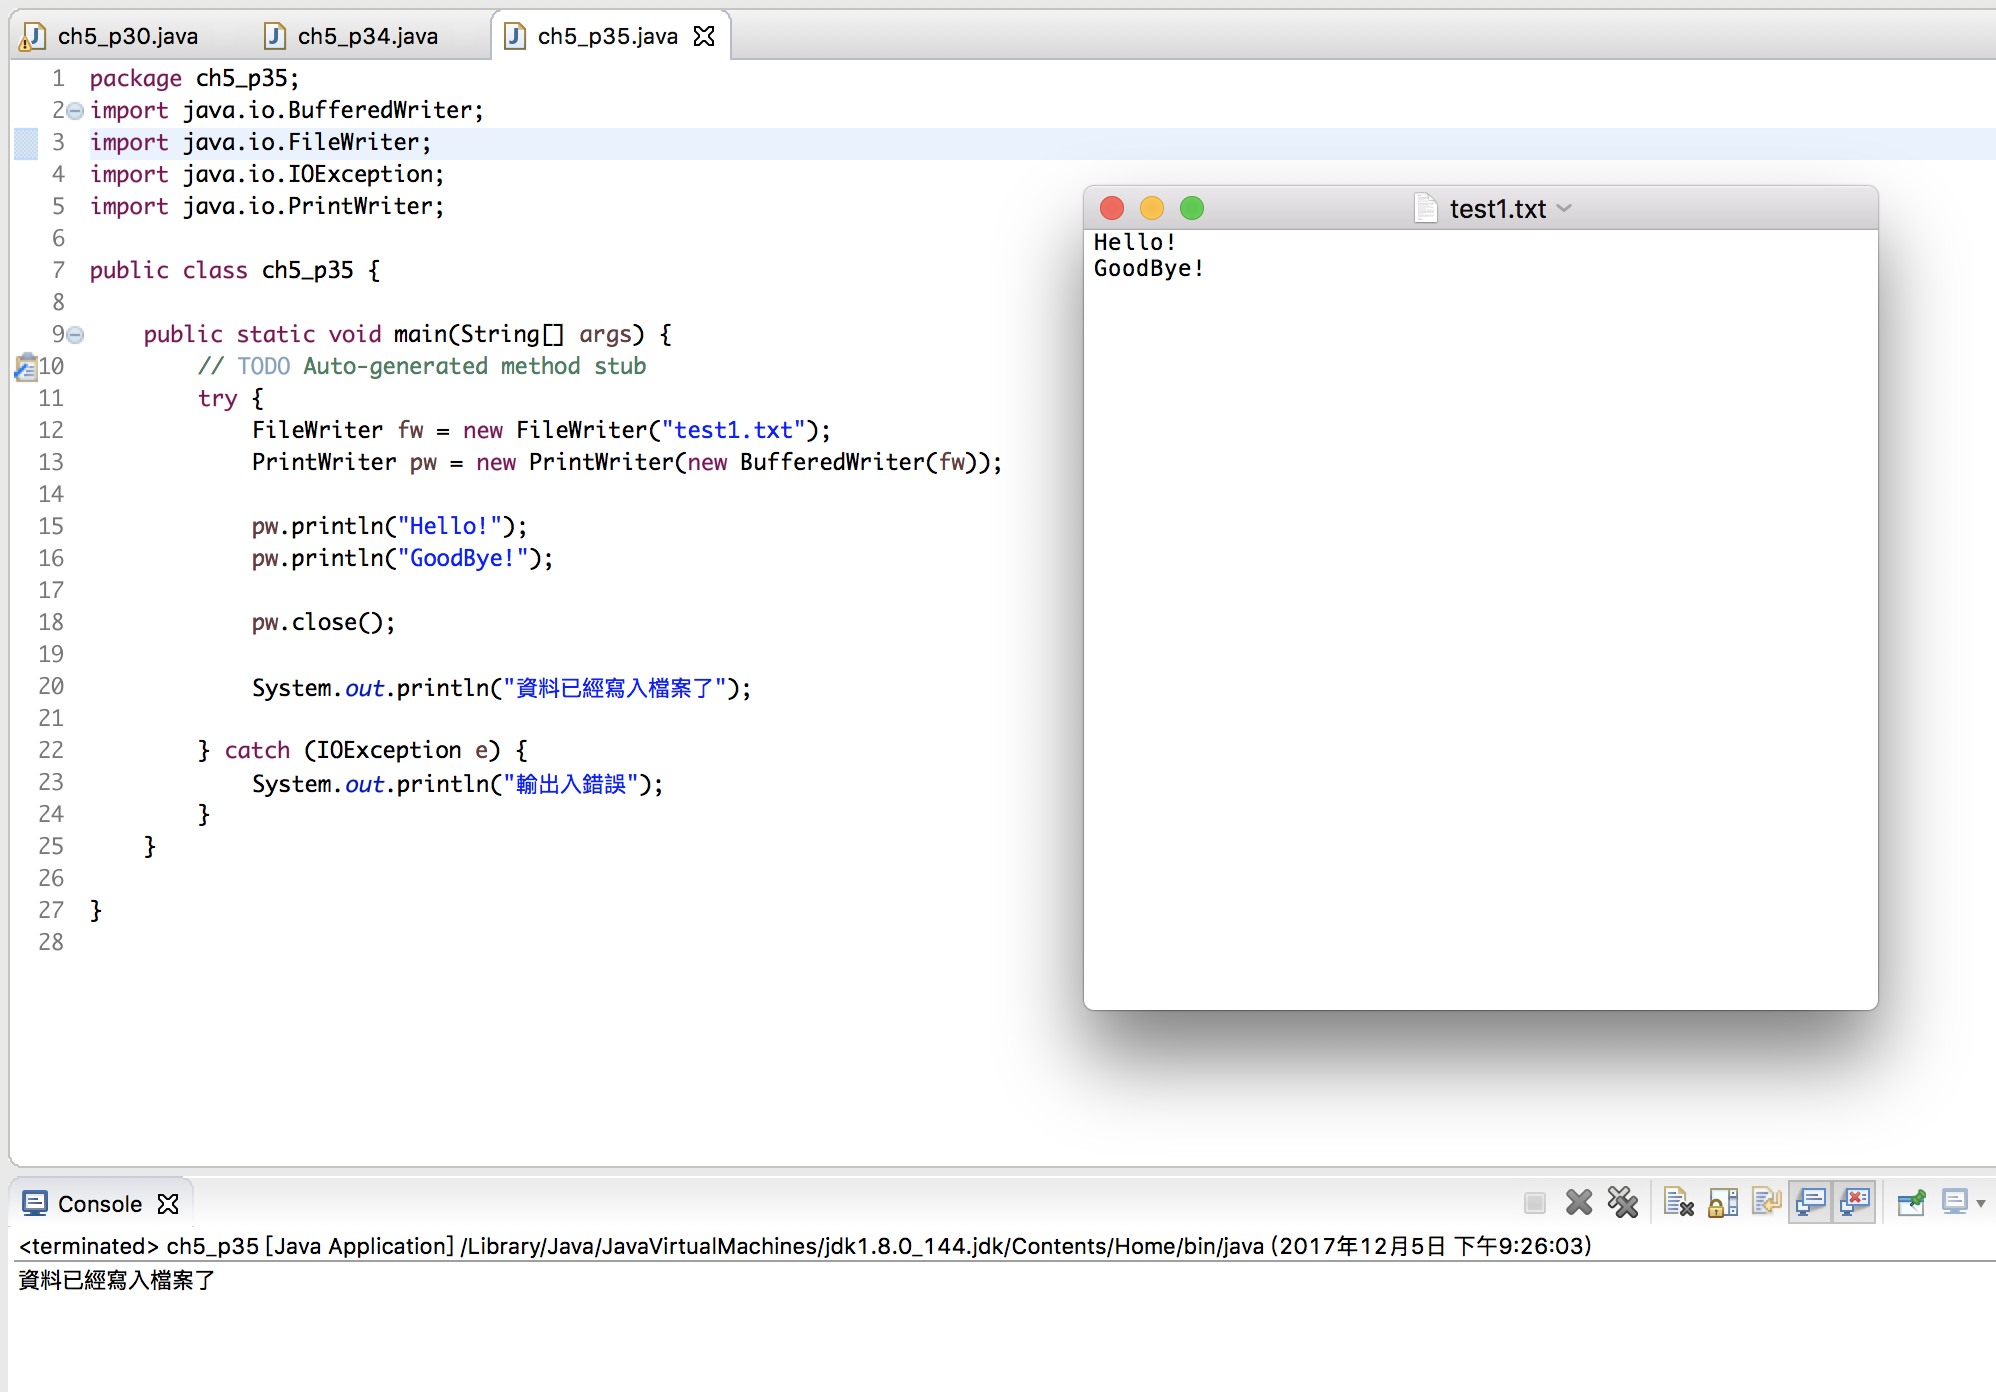 ch5_p30.java ch5_p34.java ch5_p35.java
1 package ch5_p35;
2 import java.io.BufferedWriter;
3 import java.io.FileWriter;
4 import java.io.IOException;
5 import java.io.PrintWriter;
6
7 public class ch5_p35 {
8
9 public static void main(String[] args) {
10 // TODO Auto-generated method stub
11 try {
12 FileWriter fw = new FileWriter("test1.txt");
13 PrintWriter pw = new PrintWriter(new BufferedWriter(fw));
14
15 pw.println("Hello!");
16 pw.println("GoodBye!");
17
18 pw.close();
19
20 System.out.println("資料已經寫入檔案了");
21
22 } catch (IOException e) {
23 System.out.println("輸出入錯誤");
24 }
25 }
26
27 }
28
test1.txt
Hello!
GoodBye!
Console
<terminated> ch5_p35 [Java Application] /Library/Java/JavaVirtualMachines/jdk1.8.0_144.jdk/Contents/Home/bin/java (2017年12月5日 下午9:26:03)
資料已經寫入檔案了